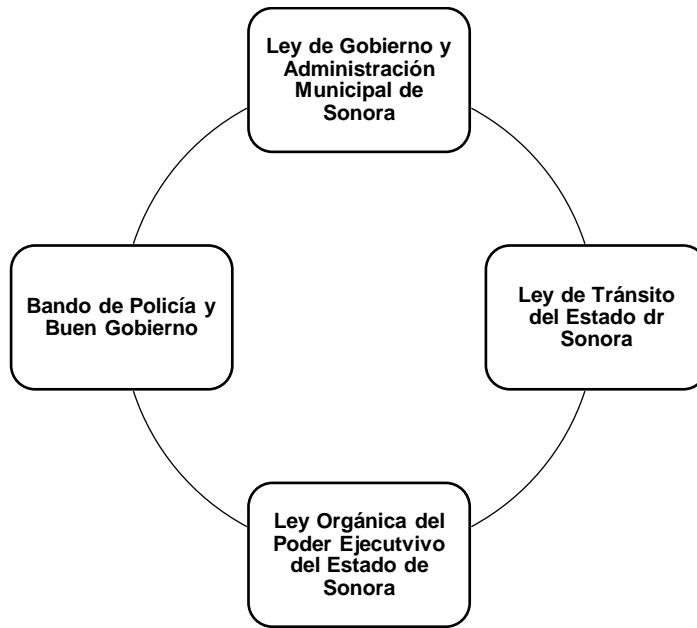 Ley de Gobierno y
Administración
Municipal de
Sonora
Bando de Policía y
Buen Gobierno
Ley de Tránsito
del Estado dr
Sonora
Ley Orgánica del
Poder Ejecutvivo
del Estado de
Sonora